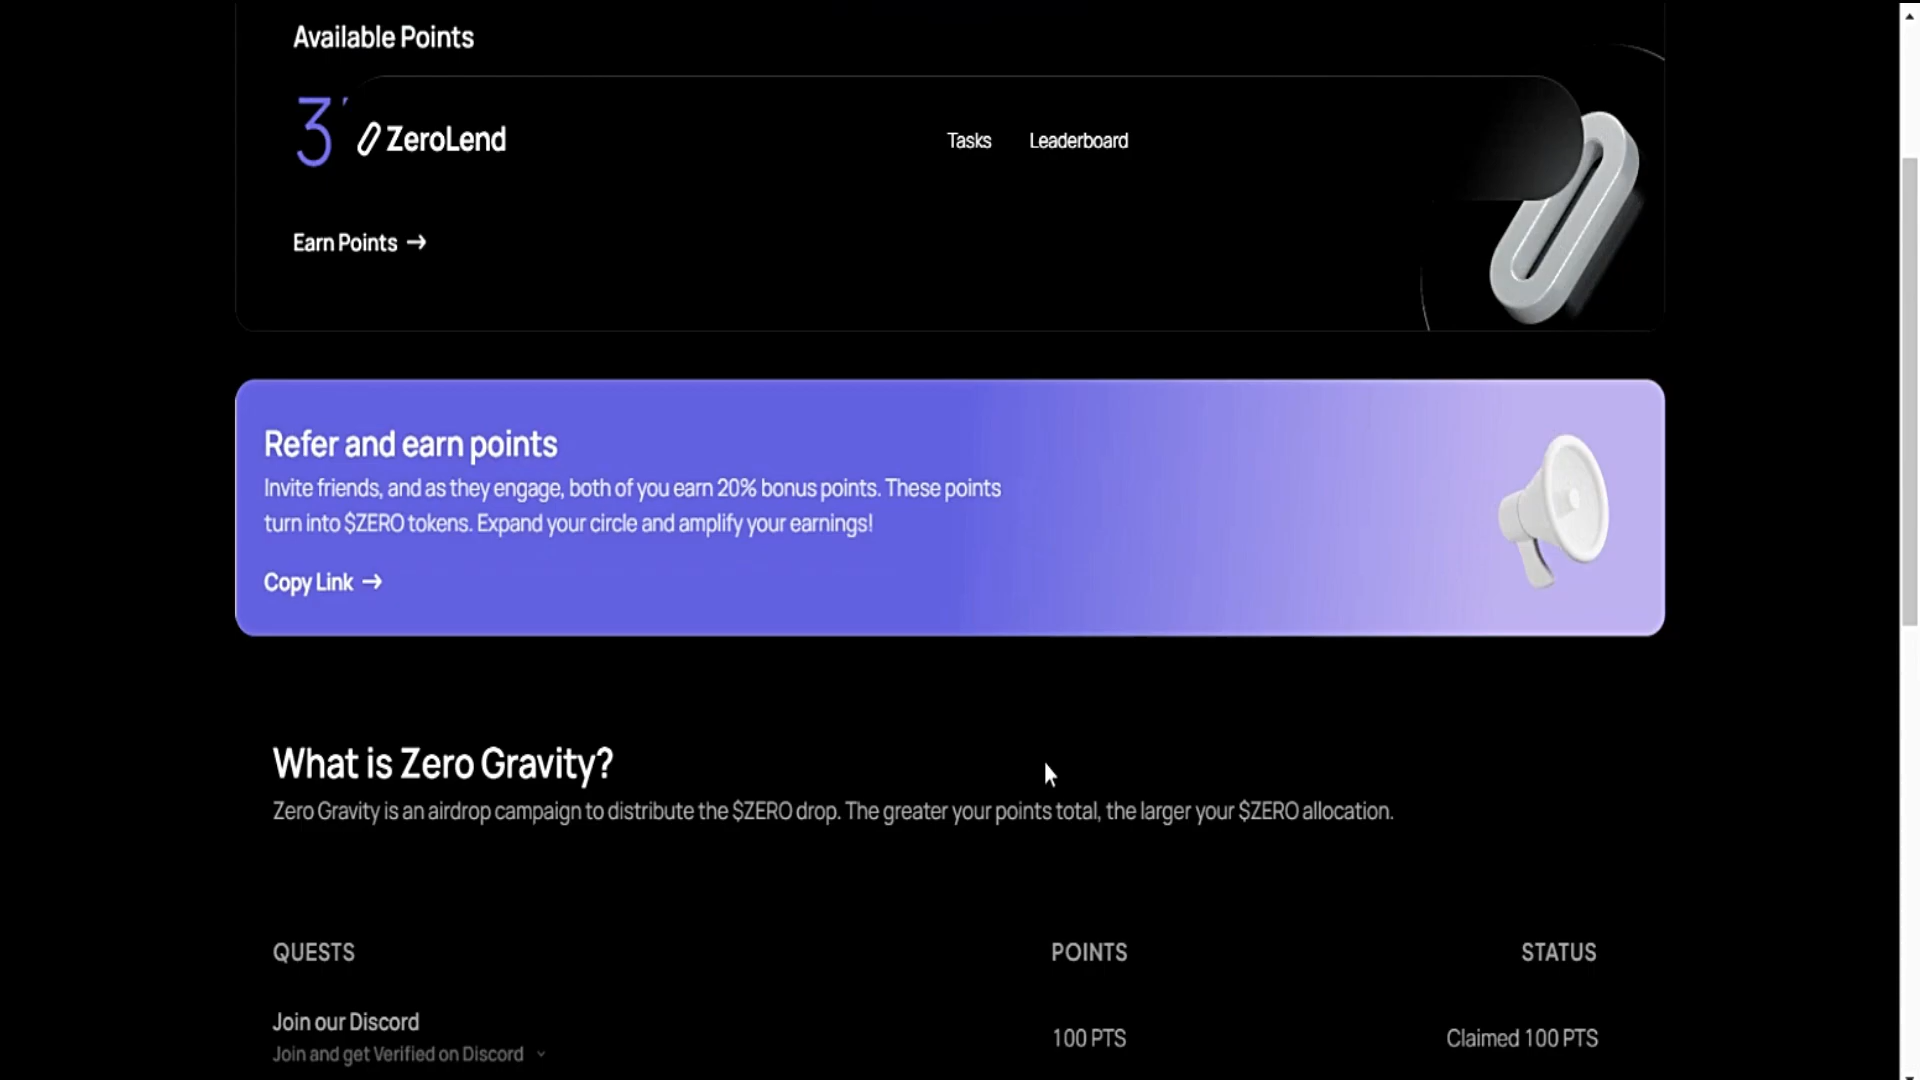 Available Points
3
ZeroLend
Tasks
Leaderboard
Earn Points →
Refer and earn points
Invite friends, and as they engage, both of you earn 20% bonus points. These points
turn into $ZERO tokens. Expand your circle and amplify your earnings!
Copy Link →
What is Zero Gravity?
Zero Gravity is an airdrop campaign to distribute the $ZERO drop. The greater your points total, the larger your $ZERO allocation.
QUESTS
POINTS
STATUS
Join our Discord
Join and get Verified on Discord
100 PTS
Claimed 100 PTS